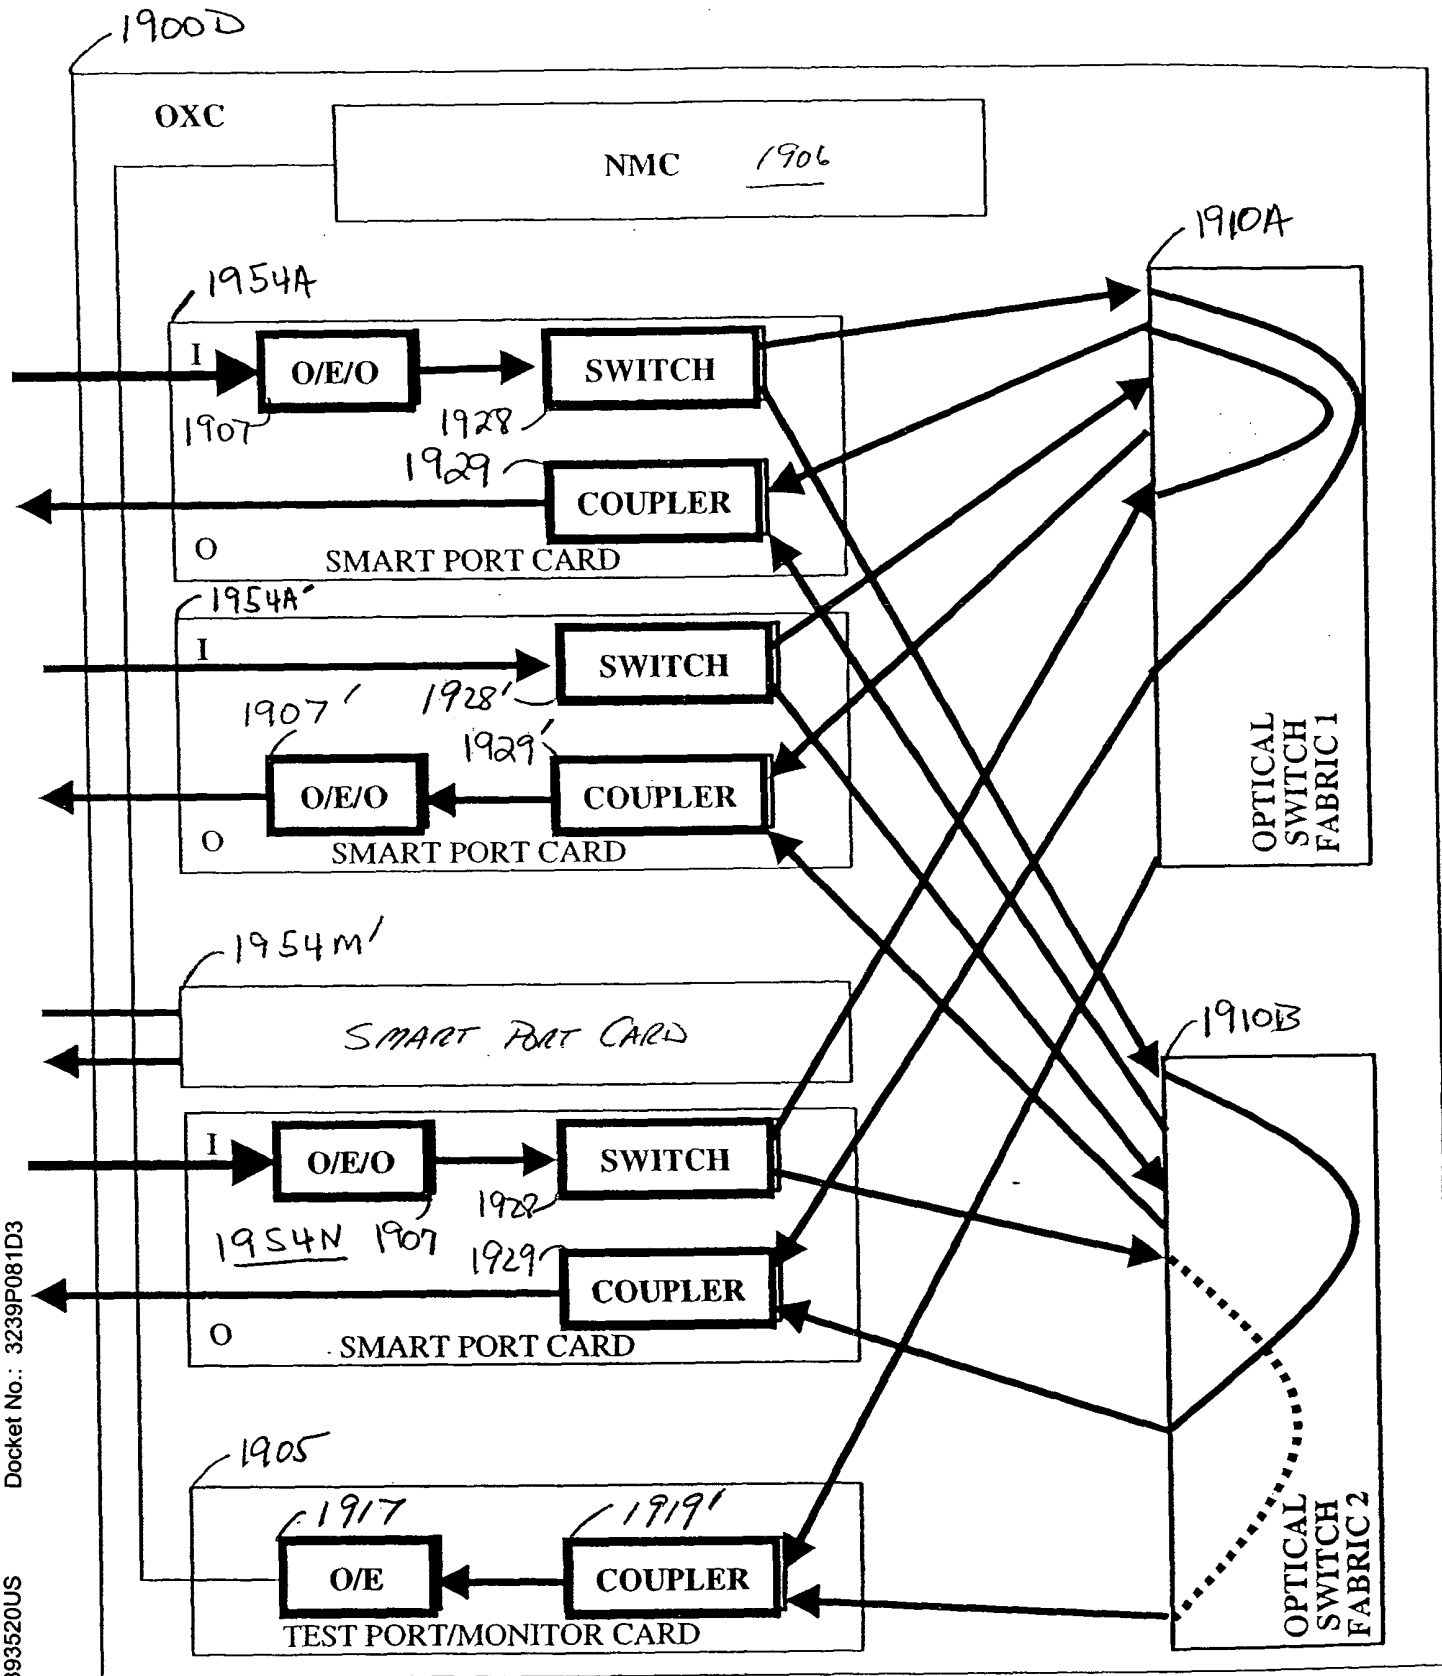 1900D
OXC
NMC 1906
1910A
1954A
I
O/E/O
SWITCH
1907
1928
1929
COUPLER
O
SMART PORT CARD
1954A'
I
SWITCH
1907'
1928'
1929'
O/E/O
COUPLER
O
SMART PORT CARD
OPTICAL
SWITCH
FABRIC 1
1954M'
SMART PORT CARD
1910B
I
O/E/O
SWITCH
1954N
1907
1928
1929
COUPLER
O
SMART PORT CARD
1905
1917
1919'
O/E
COUPLER
TEST PORT/MONITOR CARD
OPTICAL
SWITCH
FABRIC 2
Docket No.: 3239P081D3
893520US